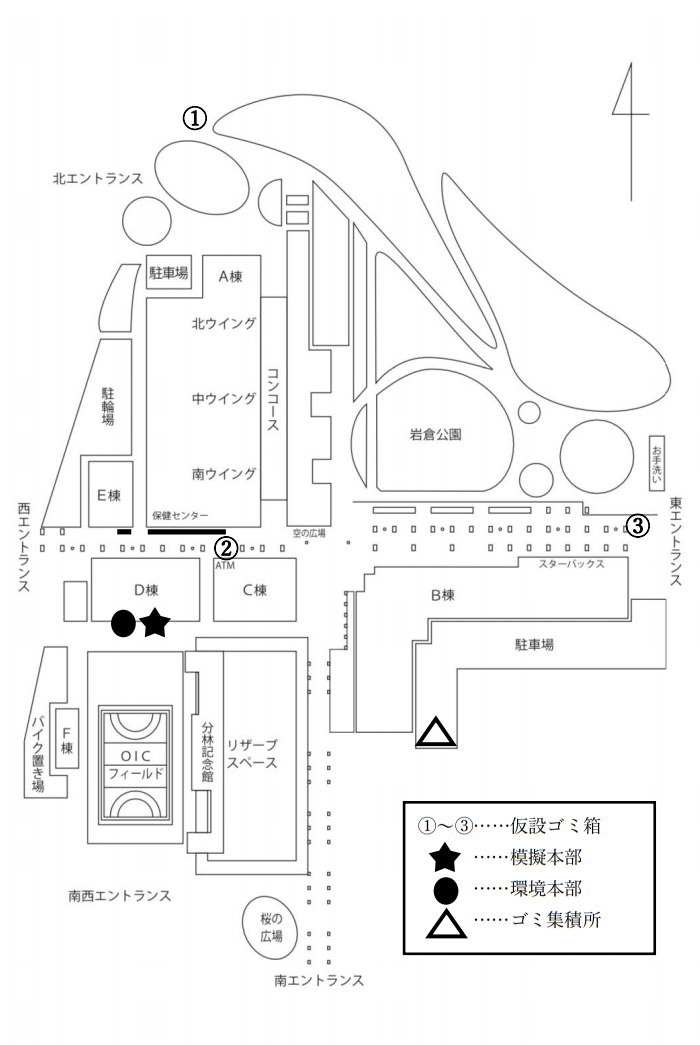 ①
北エントランス
駐車場
A棟
北ウイング
コンコース
中ウイング
駐輪場
岩倉公園
お手洗い
南ウイング
E棟
保健センター
西エントランス
空の広場
東エントランス
③
②
ATM
スターバックス
D棟
C棟
B棟
駐車場
バイク置き場
F棟
OIC
フィールド
分林記念館
リザーブ
スペース
①~③……仮設ゴミ箱
……模擬本部
……環境本部
……ゴミ集積所
南西エントランス
桜の
広場
南エントランス